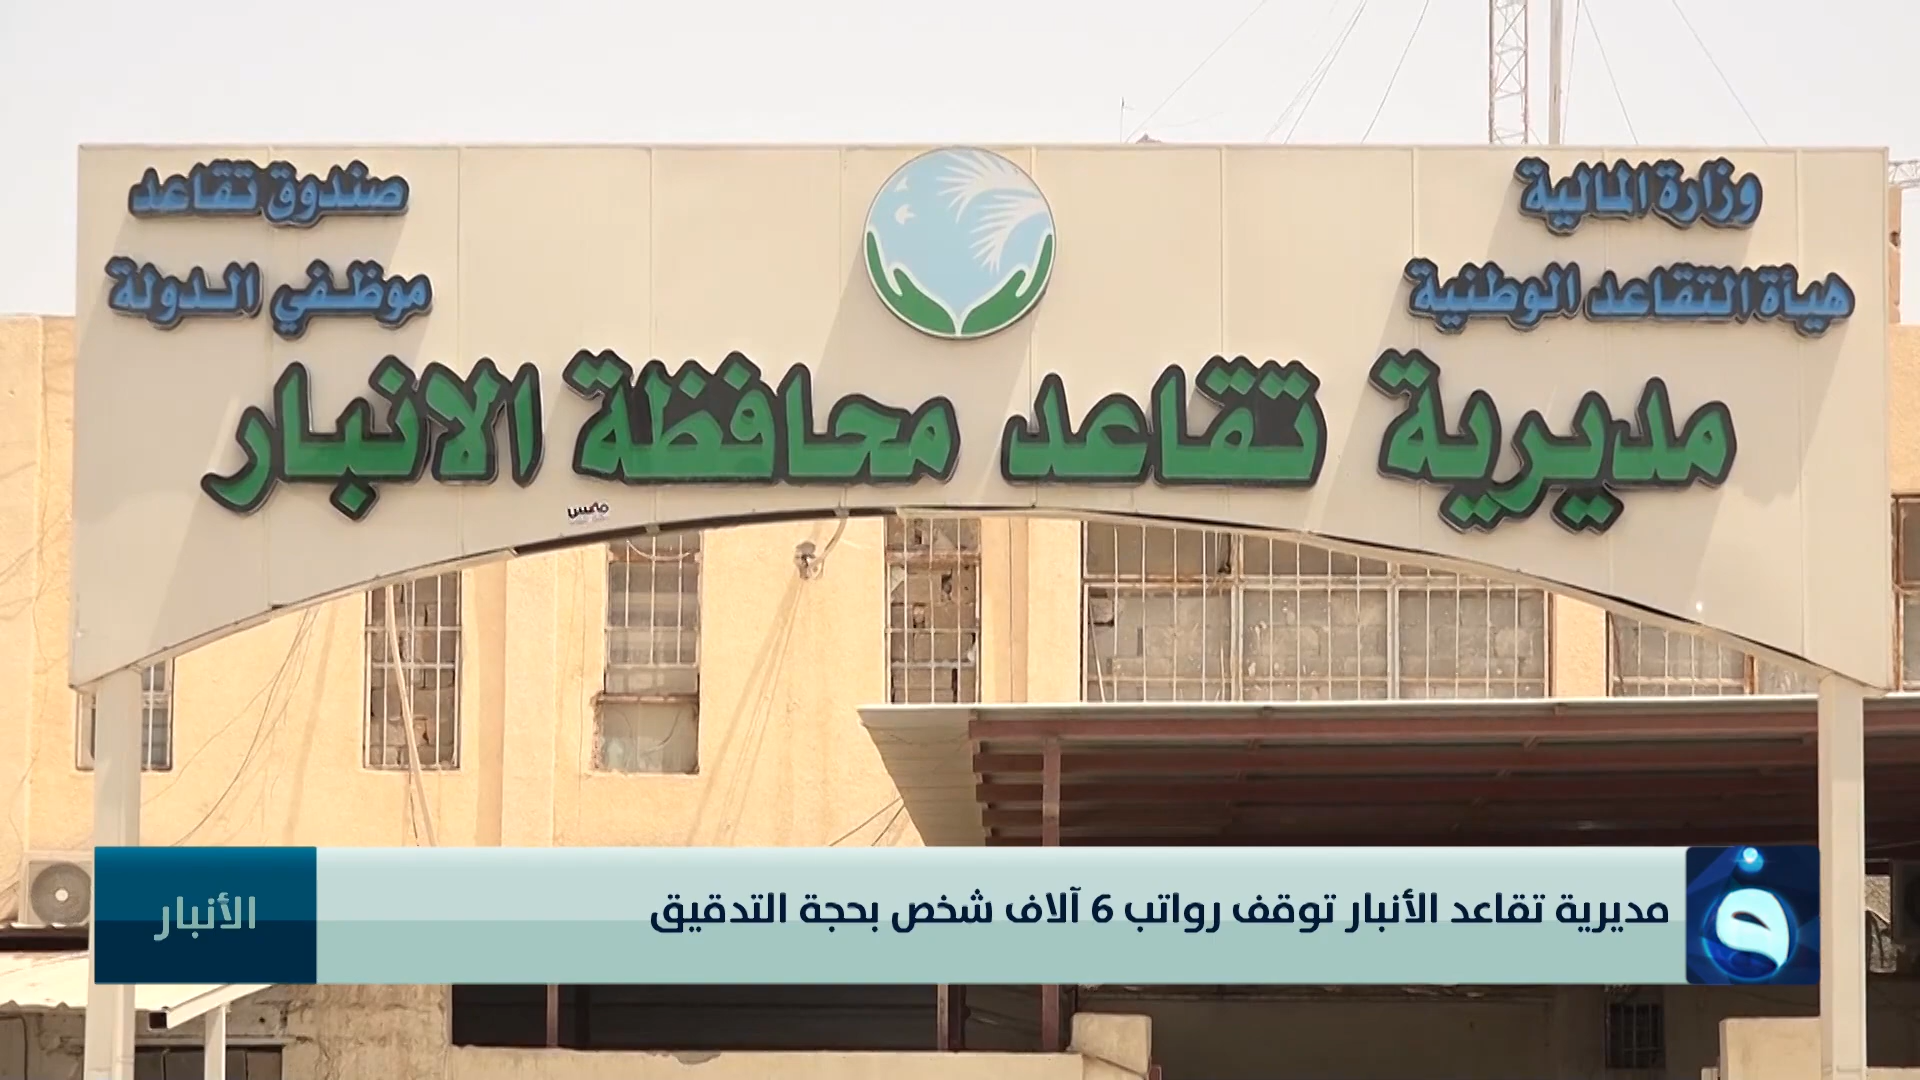 وزارة المالية
هيأة التقاعد الوطنية
صندوق تقاعد
موظفي الدولة
مديرية تقاعد محافظة الانبار
مديرية تقاعد الأنبار توقف رواتب 6 آلاف شخص بحجة التدقيق
الأنبار